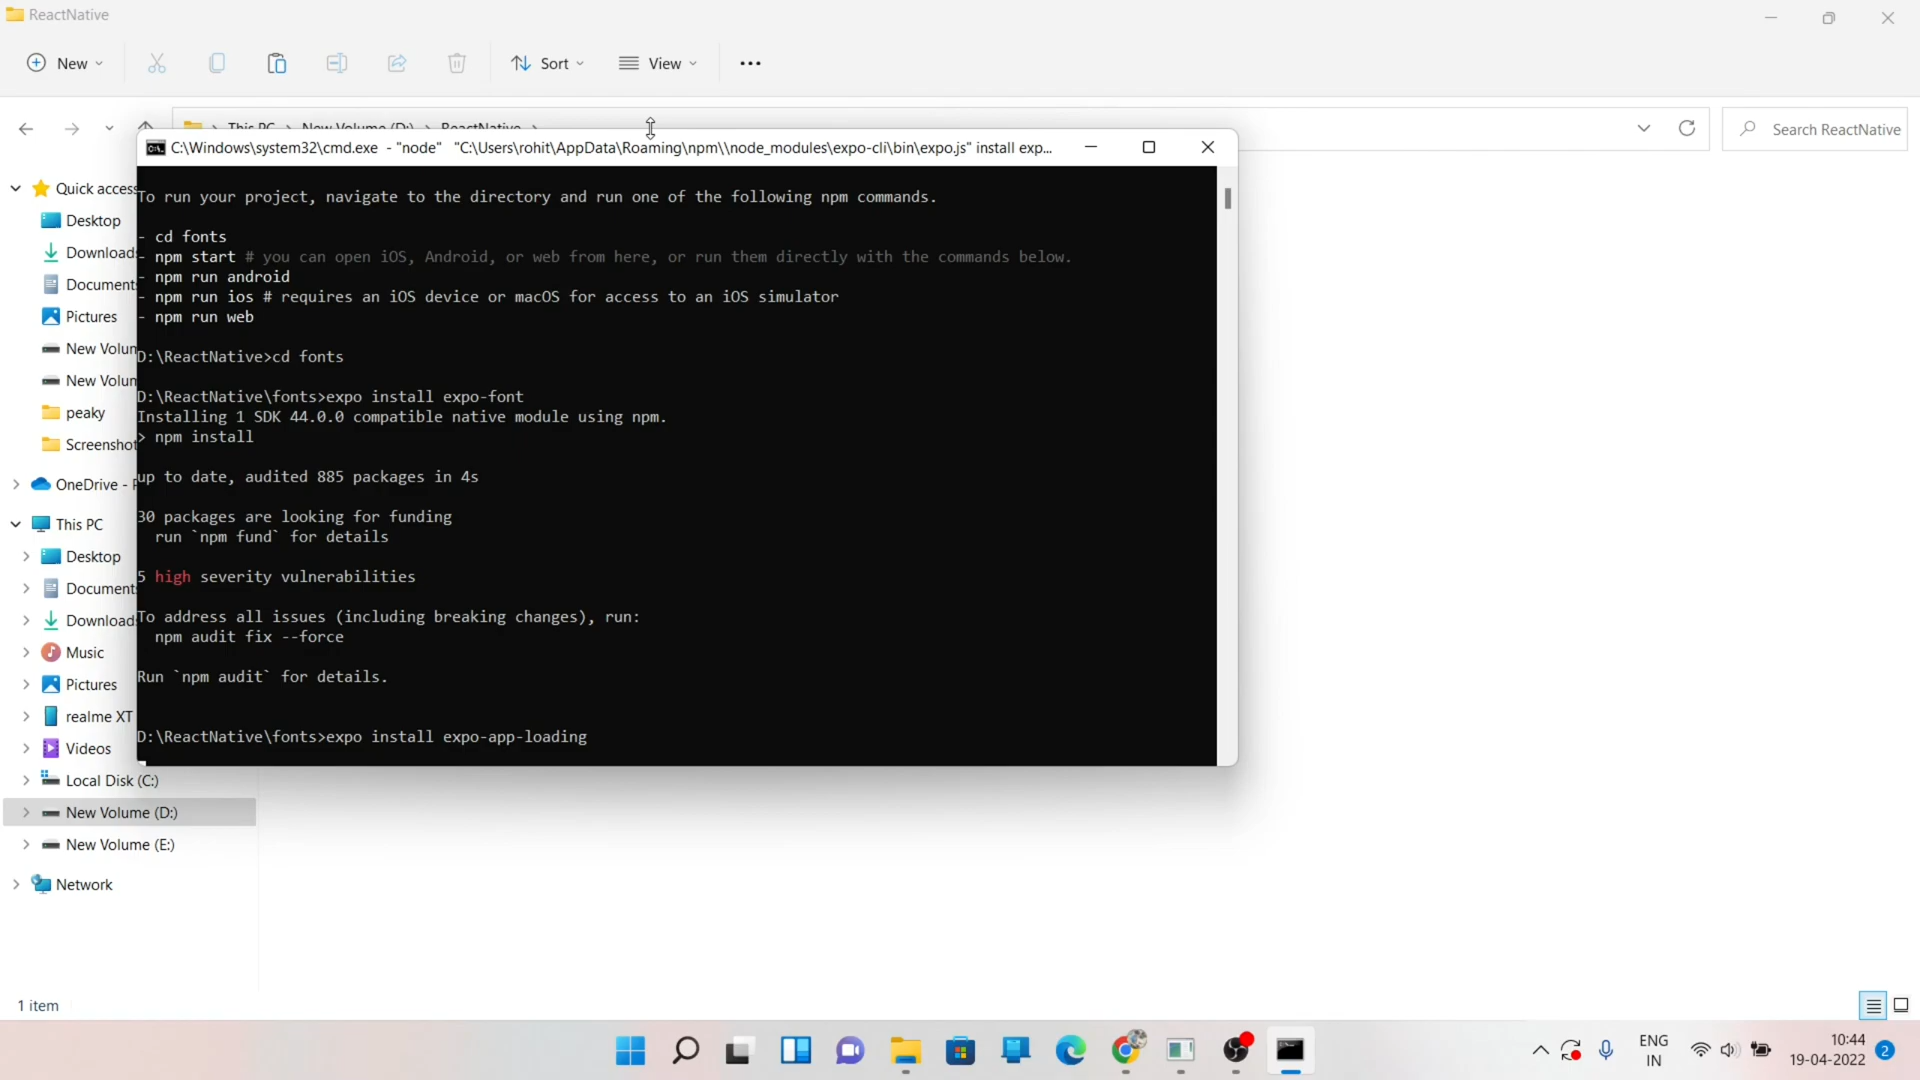 ReactNative
New
Sort
View
This PC
New Volume (D:)
ReactNative
Search ReactNative
C:\Windows\system32\cmd.exe - "node" "C:\Users\rohit\AppData\Roaming\npm\\node_modules\expo-cli\bin\expo.js" install exp...
Quick access
Desktop
Downloads
Documents
Pictures
New Volum
New Volum
peaky
Screenshot
OneDrive -
This PC
Desktop
Documents
Downloads
Music
Pictures
realme XT
Videos
Local Disk (C:)
New Volume (D:)
New Volume (E:)
Network
To run your project, navigate to the directory and run one of the following npm commands.
- cd fonts
- npm start # you can open iOS, Android, or web from here, or run them directly with the commands below.
- npm run android
- npm run ios # requires an iOS device or macOS for access to an iOS simulator
- npm run web
D:\ReactNative>cd fonts
D:\ReactNative\fonts>expo install expo-font
Installing 1 SDK 44.0.0 compatible native module using npm.
> npm install
up to date, audited 885 packages in 4s
30 packages are looking for funding
run `npm fund` for details
5 high severity vulnerabilities
To address all issues (including breaking changes), run:
npm audit fix --force
Run `npm audit` for details.
D:\ReactNative\fonts>expo install expo-app-loading
1 item
ENG
IN
10:44
19-04-2022
2